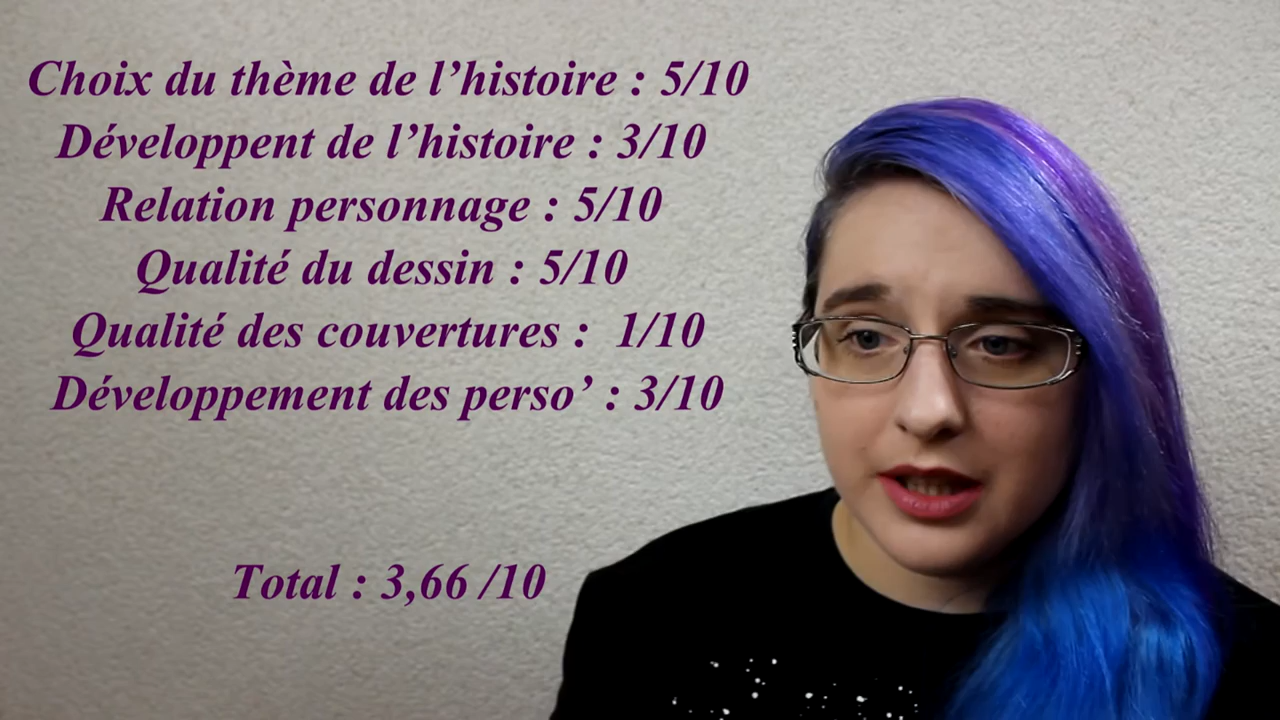 Choix du thème de l’histoire : 5/10
Développent de l’histoire : 3/10
Relation personnage : 5/10
Qualité du dessin : 5/10
Qualité des couvertures :  1/10
Développement des perso’ : 3/10
Total : 3,66 /10